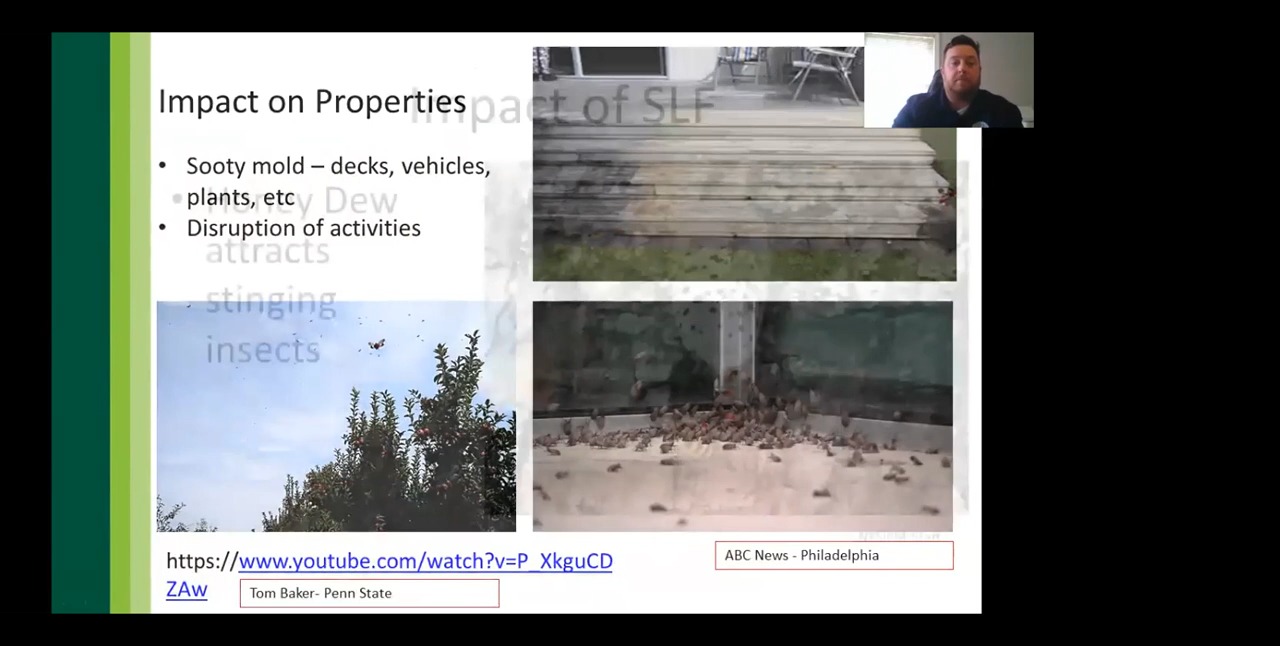 Impact on Properties
Impact of SLF
• Sooty mold – decks, vehicles,
plants, etc
• Disruption of activities
• Honey Dew
attracts
stinging
insects
https://www.youtube.com/watch?v=P_XkguCD
ZAw
ABC News - Philadelphia
Tom Baker- Penn State